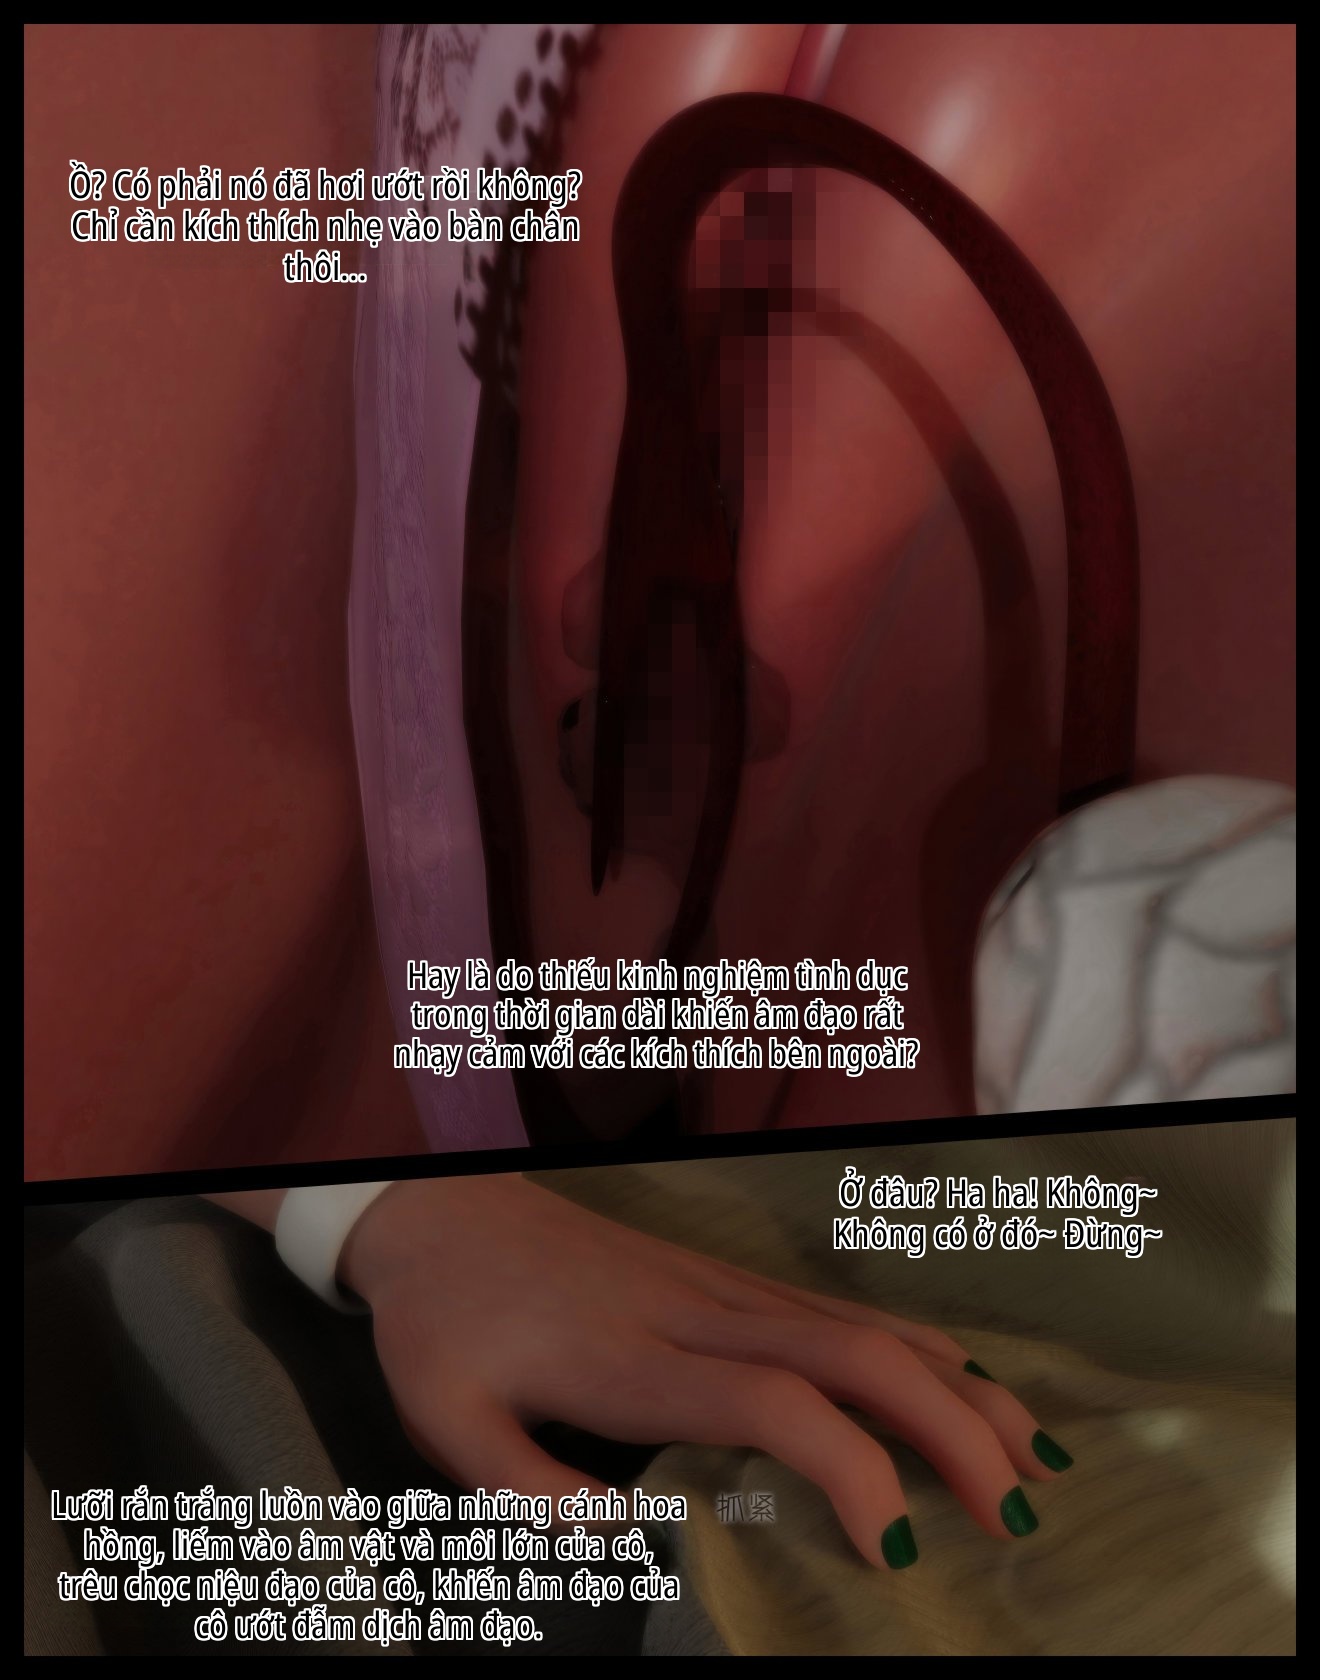 Ồ? Có phải nó đã hơi ướt rồi không?
Chỉ cần kích thích nhẹ vào bàn chân
thôi...
Hay là do thiếu kinh nghiệm tình dục
trong thời gian dài khiến âm đạo rất
nhạy cảm với các kích thích bên ngoài?
Ở đâu? Ha ha! Không~
Không có ở đó~ Đừng~
Lưỡi rắn trắng luồn vào giữa những cánh hoa
hồng, liếm vào âm vật và môi lớn của cô,
trêu chọc niệu đạo của cô, khiến âm đạo của
cô ướt đẫm dịch âm đạo.
抓紧